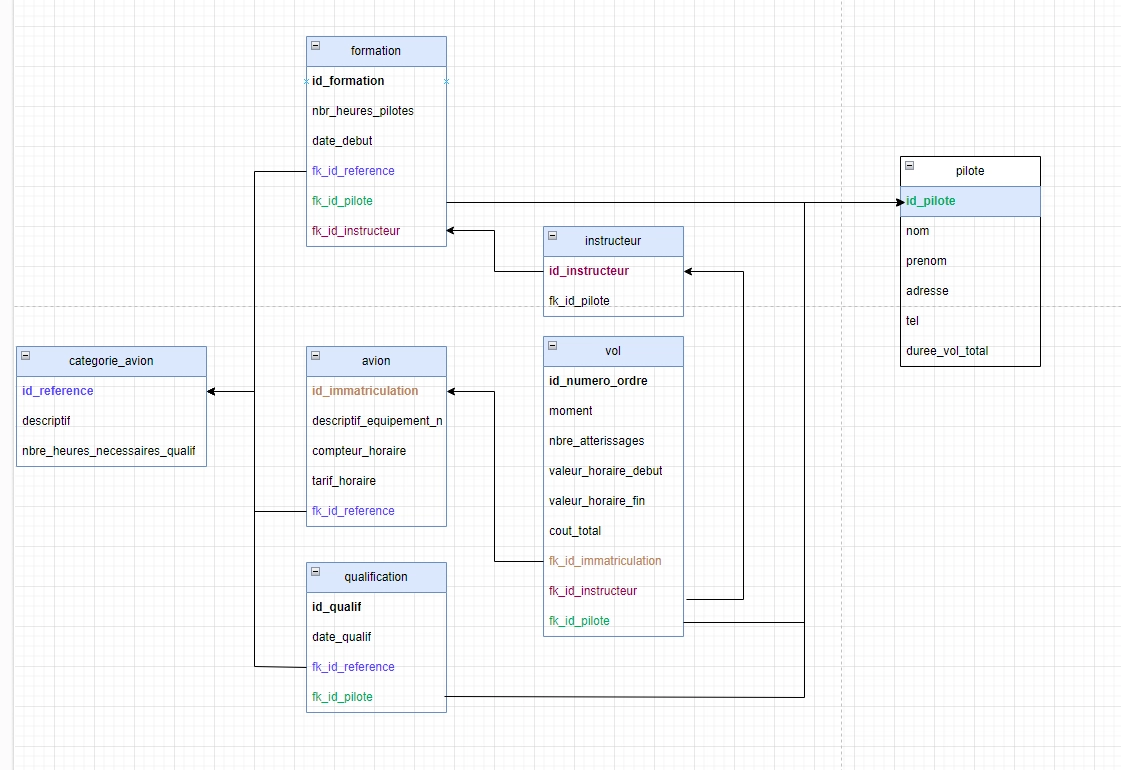 formation
id_formation
nbr_heures_pilotes
date_debut
fk_id_reference
fk_id_pilote
fk_id_instructeur
instructeur
id_instructeur
fk_id_pilote
pilote
id_pilote
nom
prenom
adresse
tel
duree_vol_total
categorie_avion
id_reference
descriptif
nbre_heures_necessaires_qualif
avion
id_immatriculation
descriptif_equipement_n
compteur_horaire
tarif_horaire
fk_id_reference
vol
id_numero_ordre
moment
nbre_atterissages
valeur_horaire_debut
valeur_horaire_fin
cout_total
fk_id_immatriculation
fk_id_instructeur
fk_id_pilote
qualification
id_qualif
date_qualif
fk_id_reference
fk_id_pilote